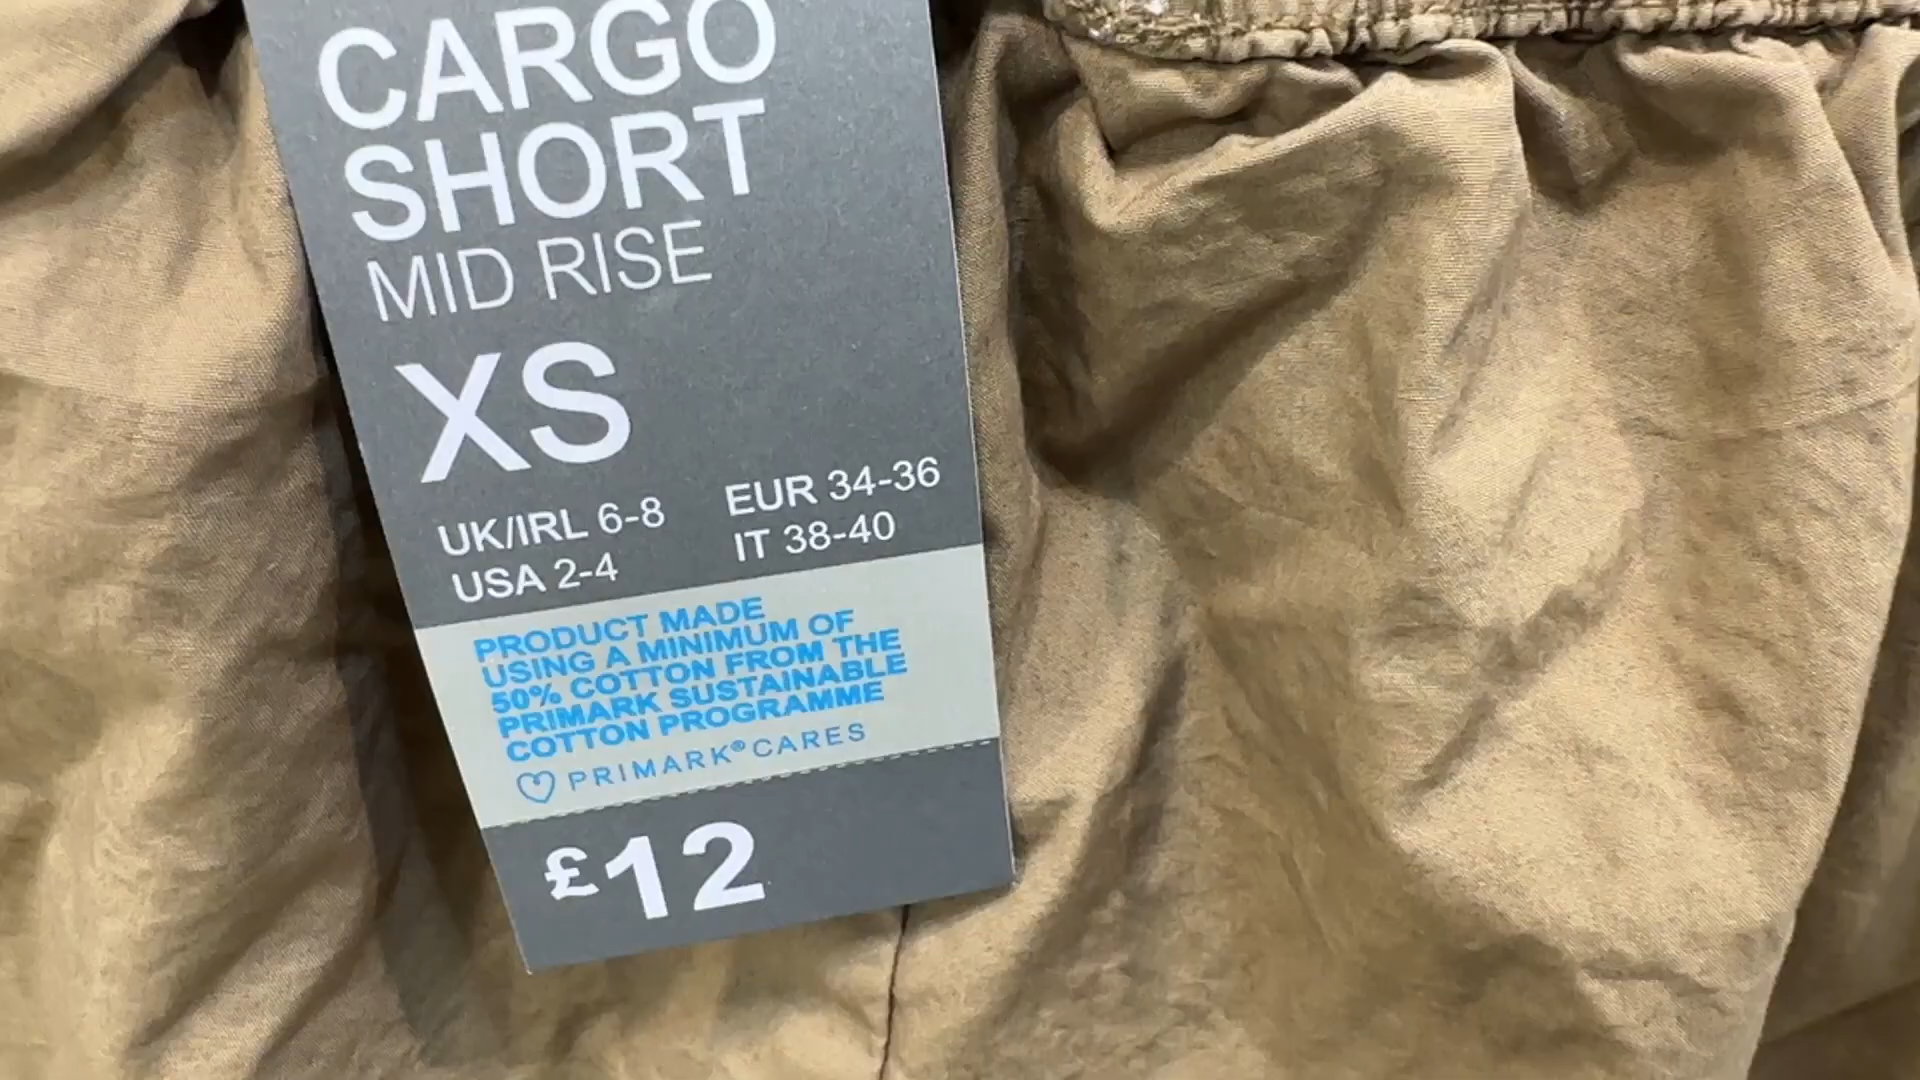 CARGO
SHORT
MID RISE
XS
UK/IRL 6-8 EUR 34-36
USA 2-4 IT 38-40
PRODUCT MADE
USING A MINIMUM OF
50% COTTON FROM THE
PRIMARK SUSTAINABLE
COTTON PROGRAMME
PRIMARK® CARES
£12